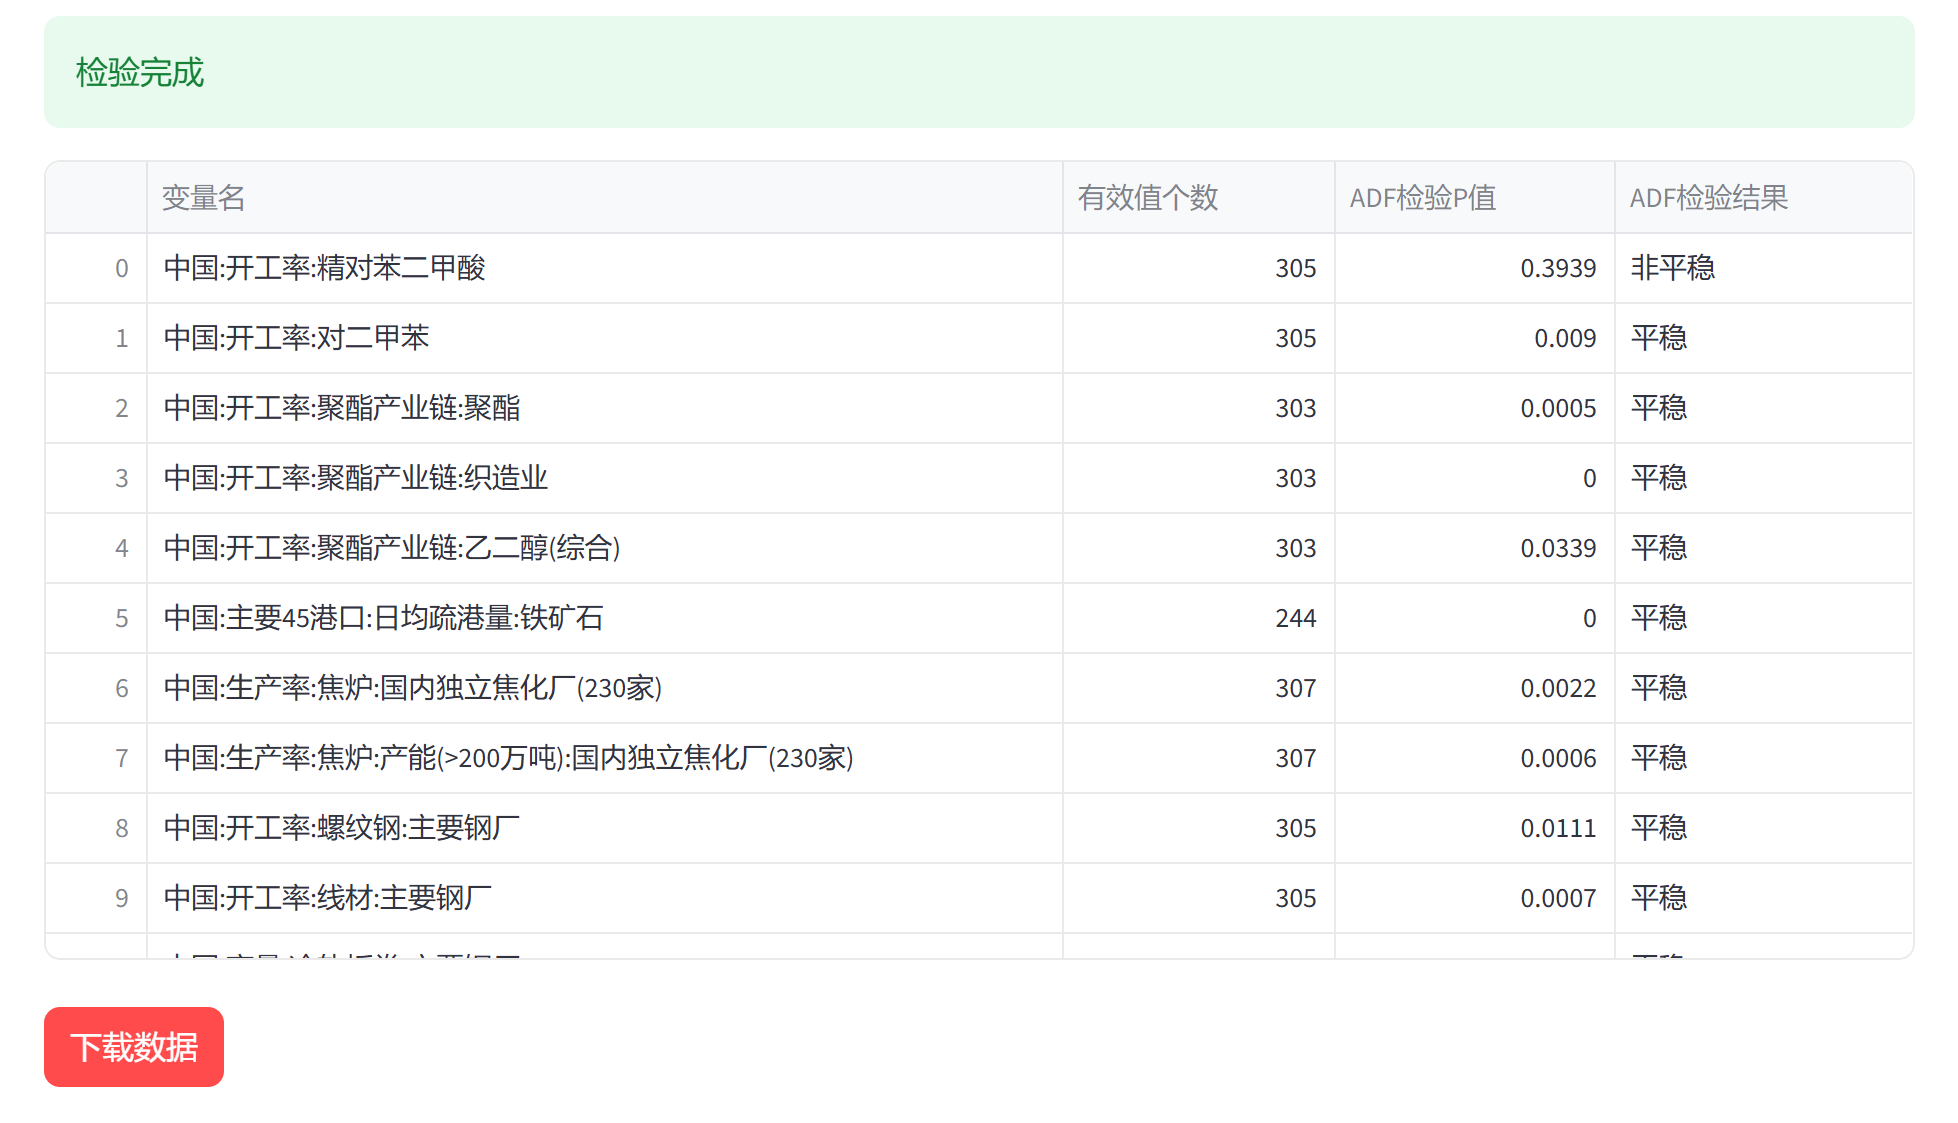 检验完成
变量名 有效值个数 ADF检验P值 ADF检验结果
0 中国:开工率:精对苯二甲酸 305 0.3939 非平稳
1 中国:开工率:对二甲苯 305 0.009 平稳
2 中国:开工率:聚酯产业链:聚酯 303 0.0005 平稳
3 中国:开工率:聚酯产业链:织造业 303 0 平稳
4 中国:开工率:聚酯产业链:乙二醇(综合) 303 0.0339 平稳
5 中国:主要45港口:日均疏港量:铁矿石 244 0 平稳
6 中国:生产率:焦炉:国内独立焦化厂(230家) 307 0.0022 平稳
7 中国:生产率:焦炉:产能(>200万吨):国内独立焦化厂(230家) 307 0.0006 平稳
8 中国:开工率:螺纹钢:主要钢厂 305 0.0111 平稳
9 中国:开工率:线材:主要钢厂 305 0.0007 平稳
下载数据